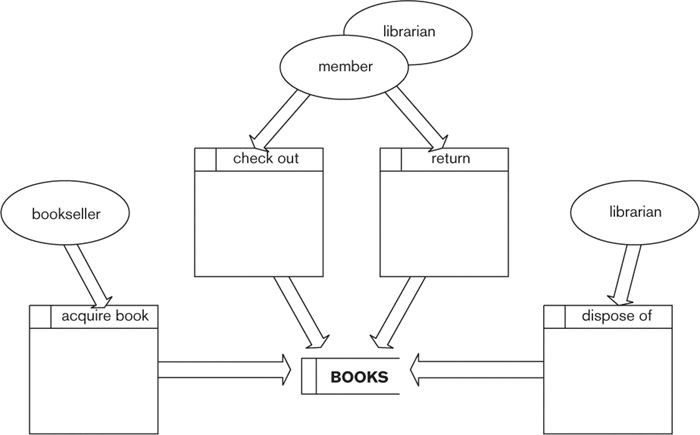 librarian
member
check out
return
bookseller
librarian
acquire book
dispose of
BOOKS